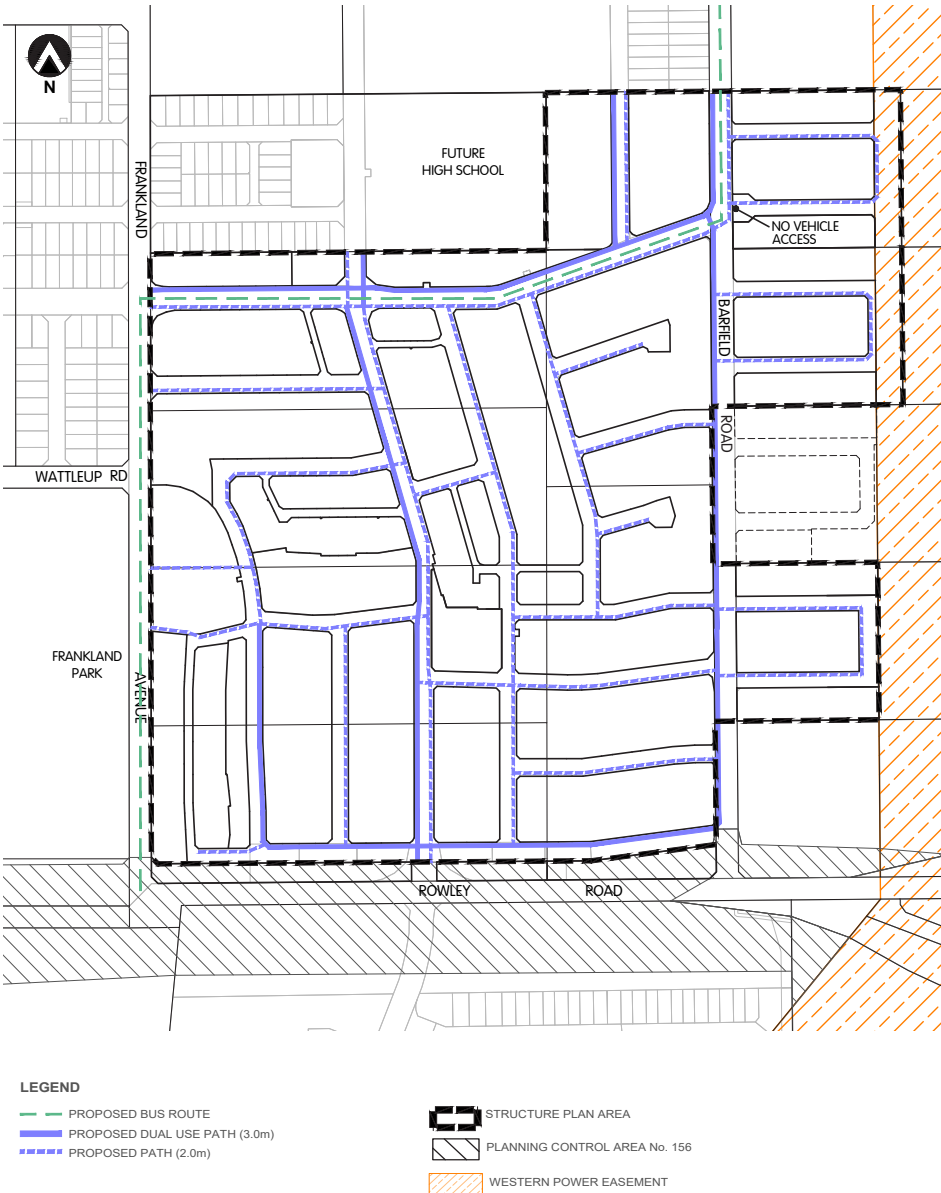 N
FRANKLAND
FUTURE
HIGH SCHOOL
NO VEHICLE
ACCESS
BARFIELD
ROAD
WATTLEUP RD
FRANKLAND
PARK
AVENUE
ROWLEY
ROAD
LEGEND
PROPOSED BUS ROUTE
PROPOSED DUAL USE PATH (3.0m)
PROPOSED PATH (2.0m)
STRUCTURE PLAN AREA
PLANNING CONTROL AREA No. 156
WESTERN POWER EASEMENT